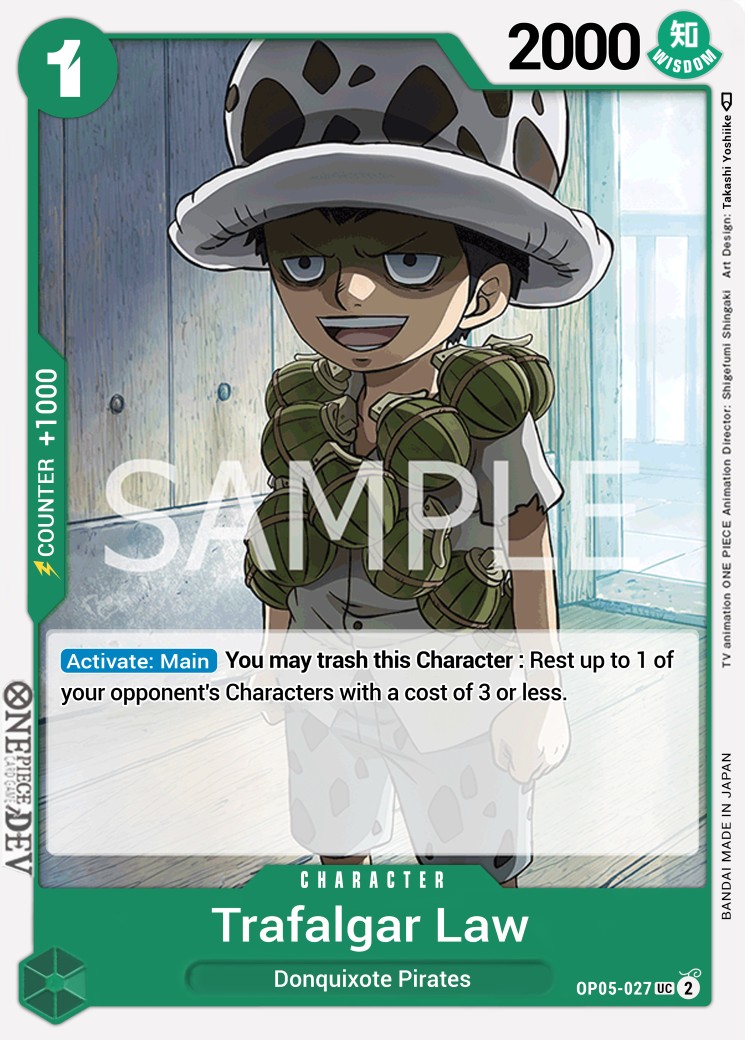 1
2000
知
WISDOM
COUNTER +1000
SAMPLE
Activate: Main You may trash this Character : Rest up to 1 of
your opponent's Characters with a cost of 3 or less.
CHARACTER
Trafalgar Law
Donquixote Pirates
OP05-027 UC 2
TV animation ONE PIECE Animation Director: Shigefumi Shingaki Art Design: Takashi Yoshiike
BANDAI MADE IN JAPAN
ONE PIECE
CARD GAME
DEV